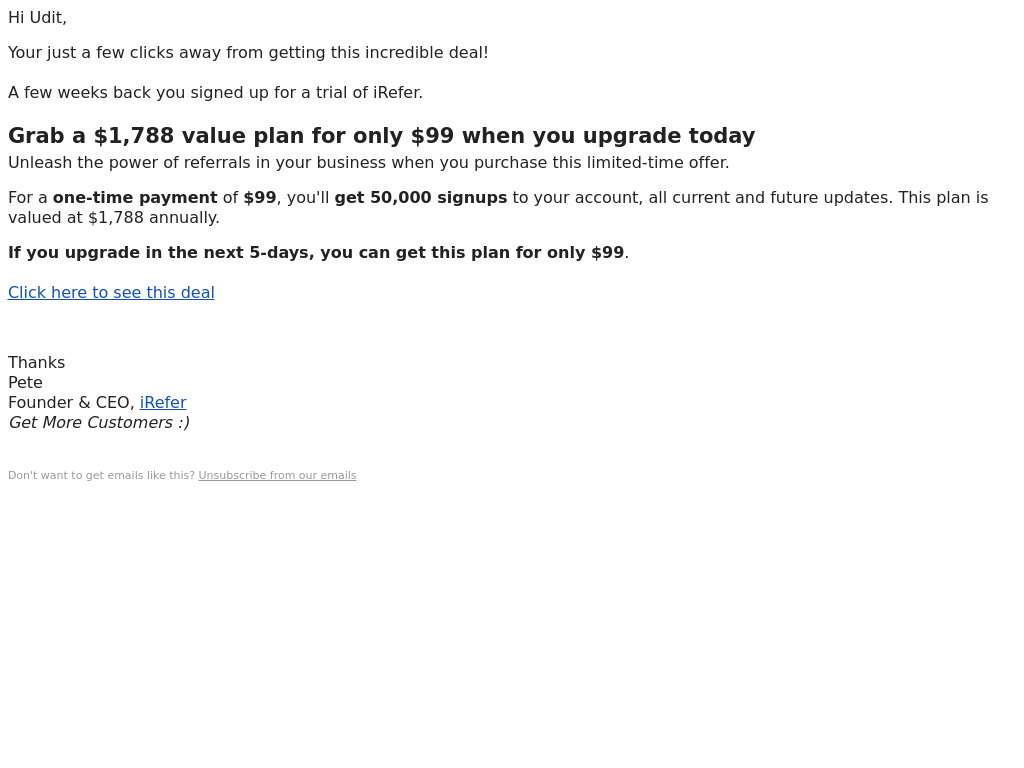 Hi Udit,
Your just a few clicks away from getting this incredible deal!
A few weeks back you signed up for a trial of iRefer.
Grab a $1,788 value plan for only $99 when you upgrade today
Unleash the power of referrals in your business when you purchase this limited-time offer.
For a one-time payment of $99, you'll get 50,000 signups to your account, all current and future updates. This plan is
valued at $1,788 annually.
If you upgrade in the next 5-days, you can get this plan for only $99.
Click here to see this deal
Thanks
Pete
Founder & CEO, iRefer
Get More Customers :)
Don't want to get emails like this? Unsubscribe from our emails